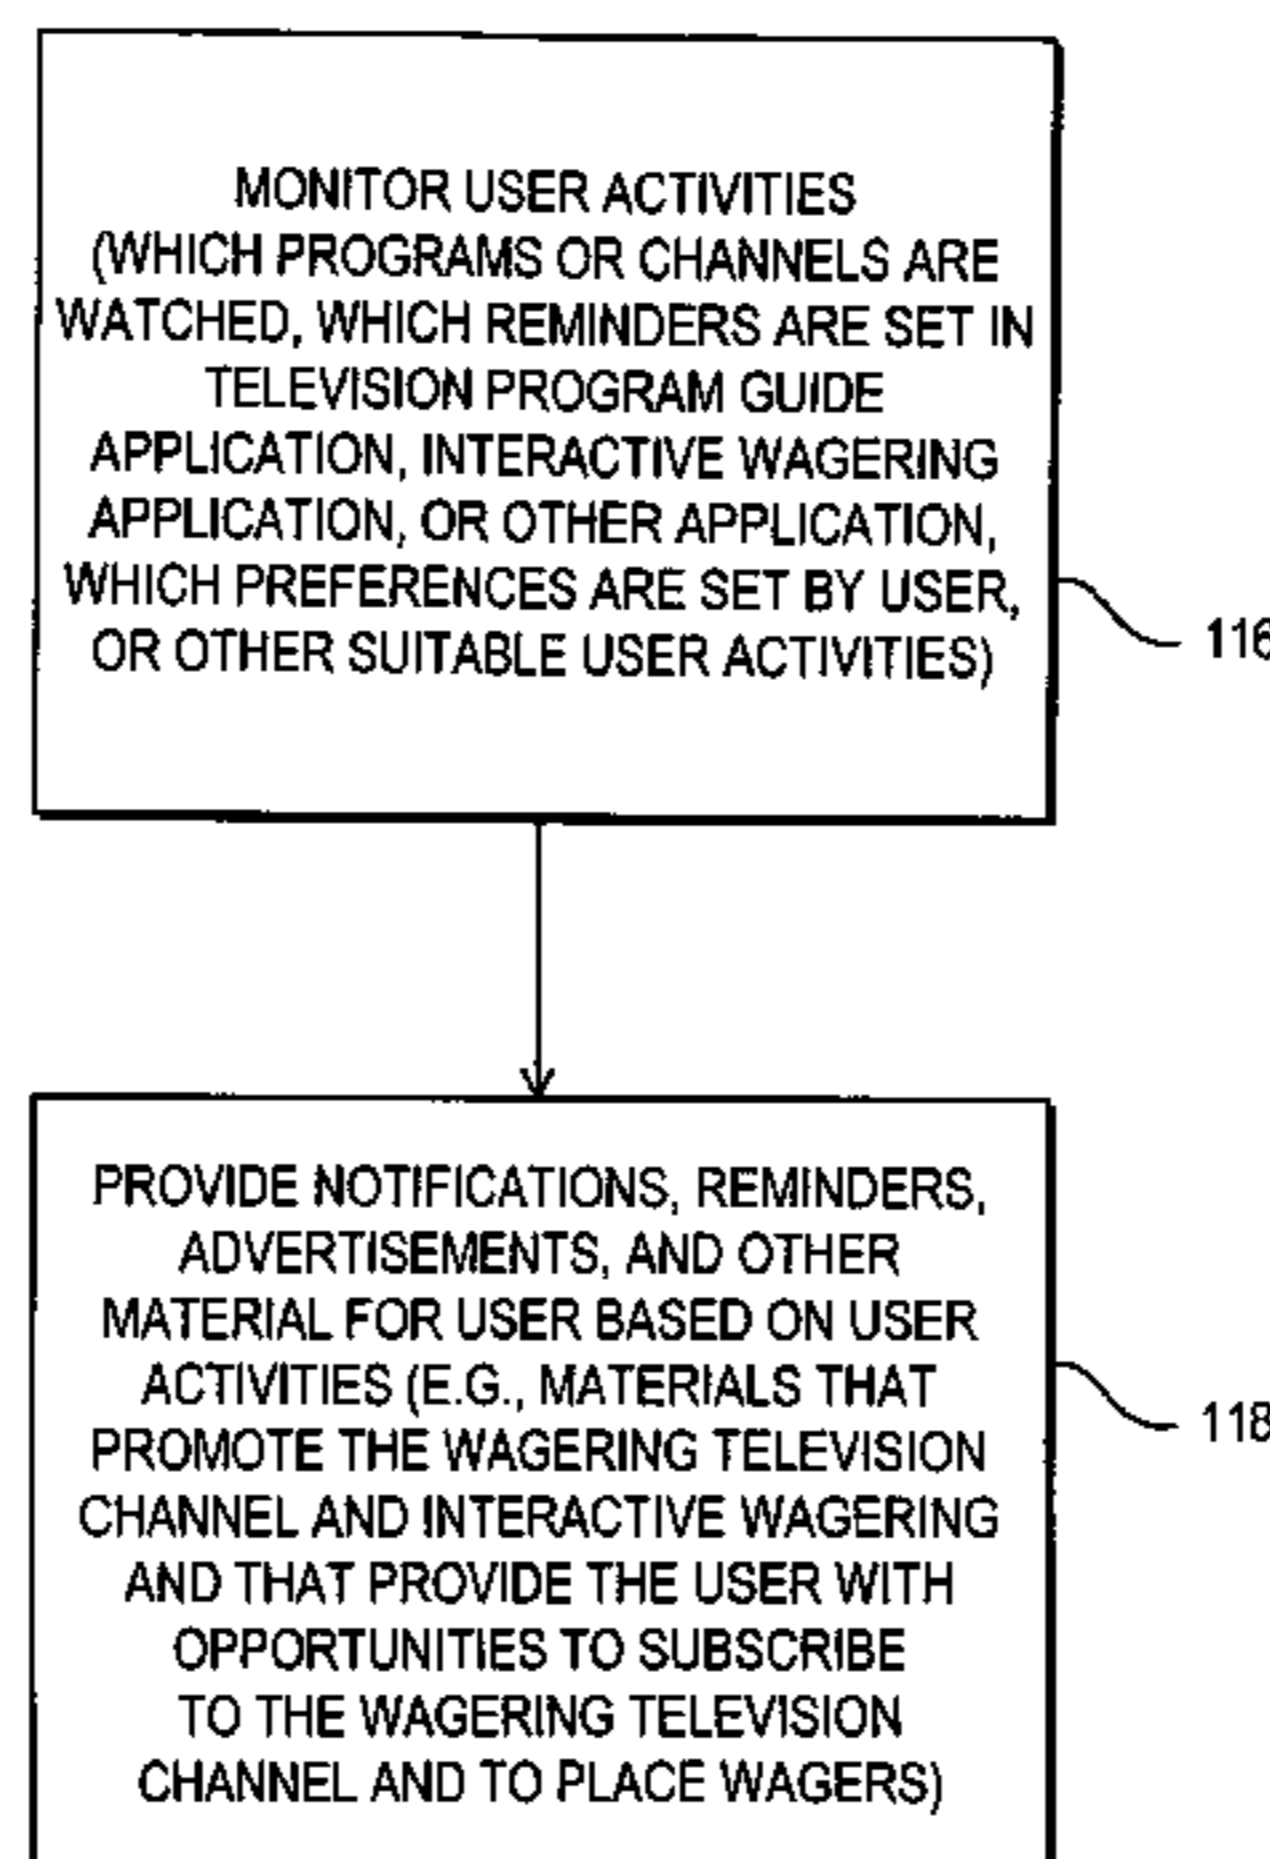 MONITOR USER ACTIVITIES
(WHICH PROGRAMS OR CHANNELS ARE
WATCHED, WHICH REMINDERS ARE SET IN
TELEVISION PROGRAM GUIDE
APPLICATION, INTERACTIVE WAGERING
APPLICATION, OR OTHER APPLICATION,
WHICH PREFERENCES ARE SET BY USER,
OR OTHER SUITABLE USER ACTIVITIES)
116
PROVIDE NOTIFICATIONS, REMINDERS,
ADVERTISEMENTS, AND OTHER
MATERIAL FOR USER BASED ON USER
ACTIVITIES (E.G., MATERIALS THAT
PROMOTE THE WAGERING TELEVISION
CHANNEL AND INTERACTIVE WAGERING
AND THAT PROVIDE THE USER WITH
OPPORTUNITIES TO SUBSCRIBE
TO THE WAGERING TELEVISION
CHANNEL AND TO PLACE WAGERS)
118